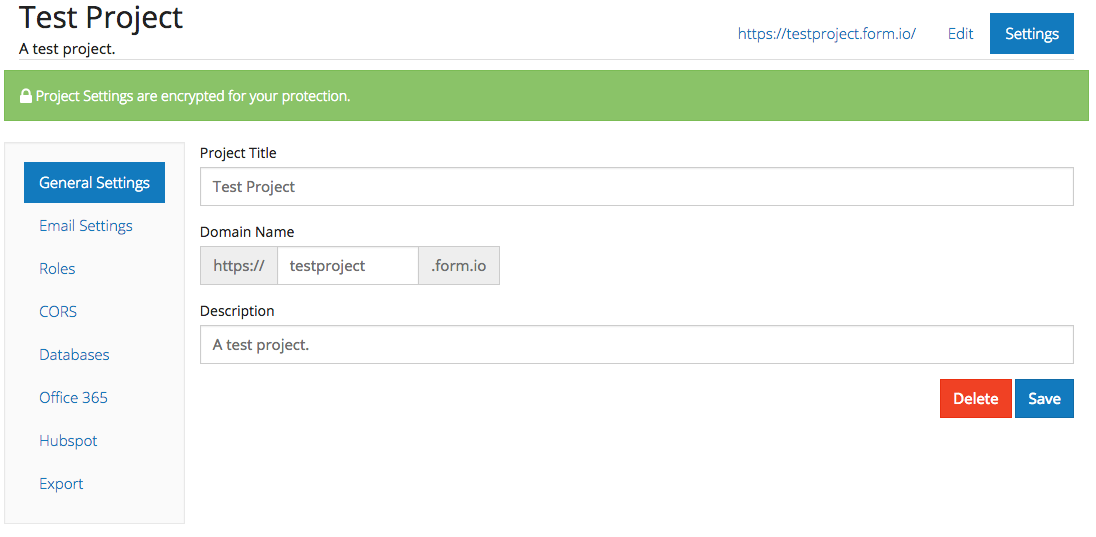 Test Project
A test project.
https://testproject.form.io/ Edit Settings
Project Settings are encrypted for your protection.
General Settings
Email Settings
Roles
CORS
Databases
Office 365
Hubspot
Export
Project Title
Test Project
Domain Name
https:// testproject .form.io
Description
A test project.
Delete Save